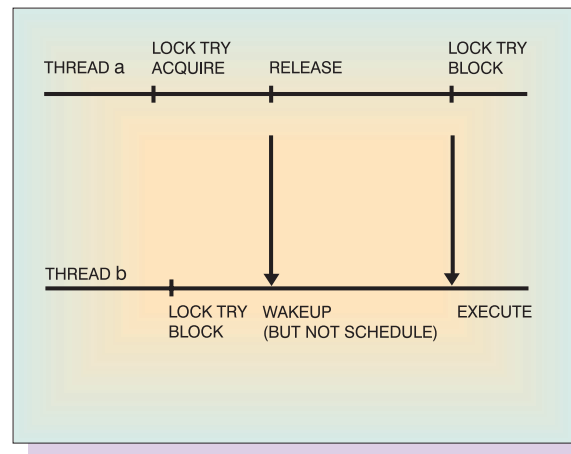 LOCK TRY
ACQUIRE
THREAD a
RELEASE
LOCK TRY
BLOCK
THREAD b
LOCK TRY
BLOCK
WAKEUP
(BUT NOT SCHEDULE)
EXECUTE